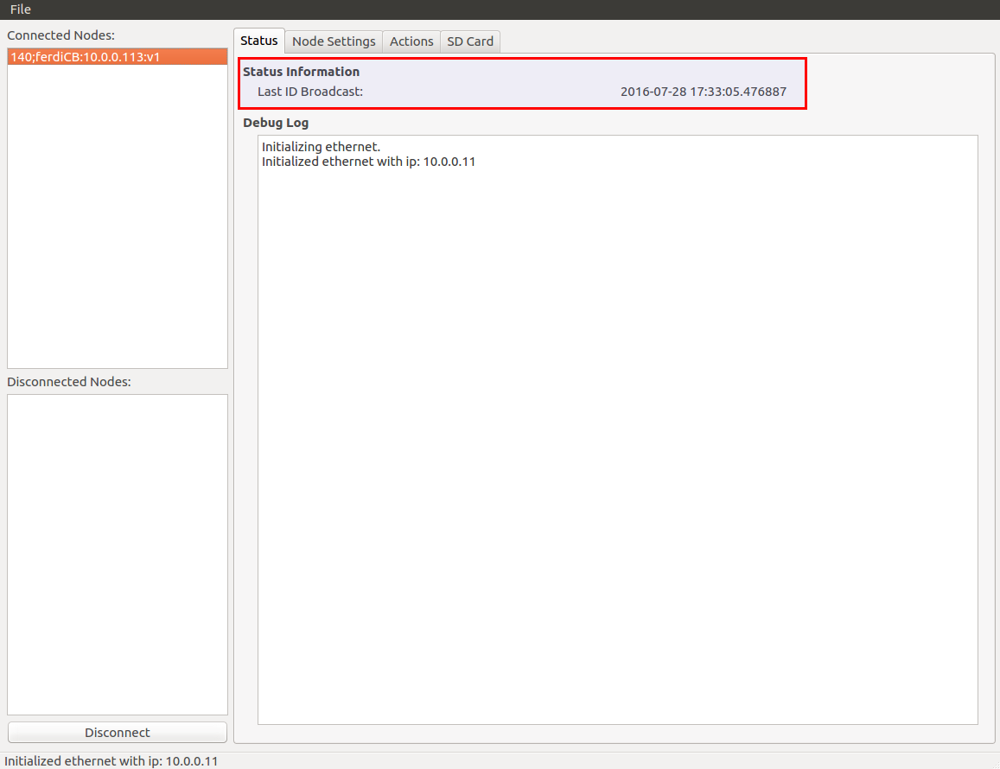 File
Connected Nodes:
140;ferdiCB:10.0.0.113:v1
Disconnected Nodes:
Disconnect
Status Node Settings Actions SD Card
Status Information
Last ID Broadcast: 2016-07-28 17:33:05.476887
Debug Log
Initializing ethernet.
Initialized ethernet with ip: 10.0.0.11
Initialized ethernet with ip: 10.0.0.11